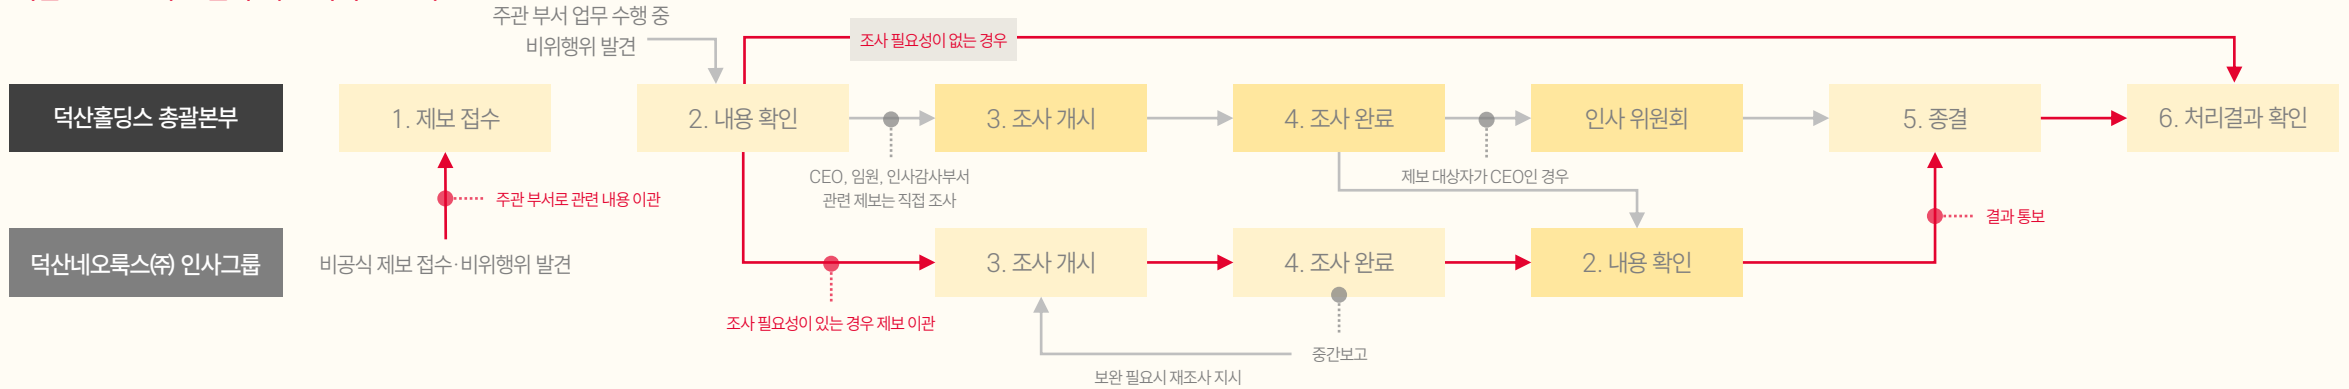 주관 부서 업무 수행 중
비위행위 발견
조사 필요성이 없는 경우
덕산홀딩스 총괄본부
1. 제보 접수
2. 내용 확인
3. 조사 개시
4. 조사 완료
인사 위원회
5. 종결
6. 처리결과 확인
CEO, 임원, 인사감사부서
관련 제보는 직접 조사
제보 대상자가 CEO인 경우
주관 부서로 관련 내용 이관
결과 통보
덕산네오룩스㈜ 인사그룹
비공식 제보 접수·비위행위 발견
3. 조사 개시
4. 조사 완료
2. 내용 확인
조사 필요성이 있는 경우 제보 이관
중간보고
보완 필요시 재조사 지시